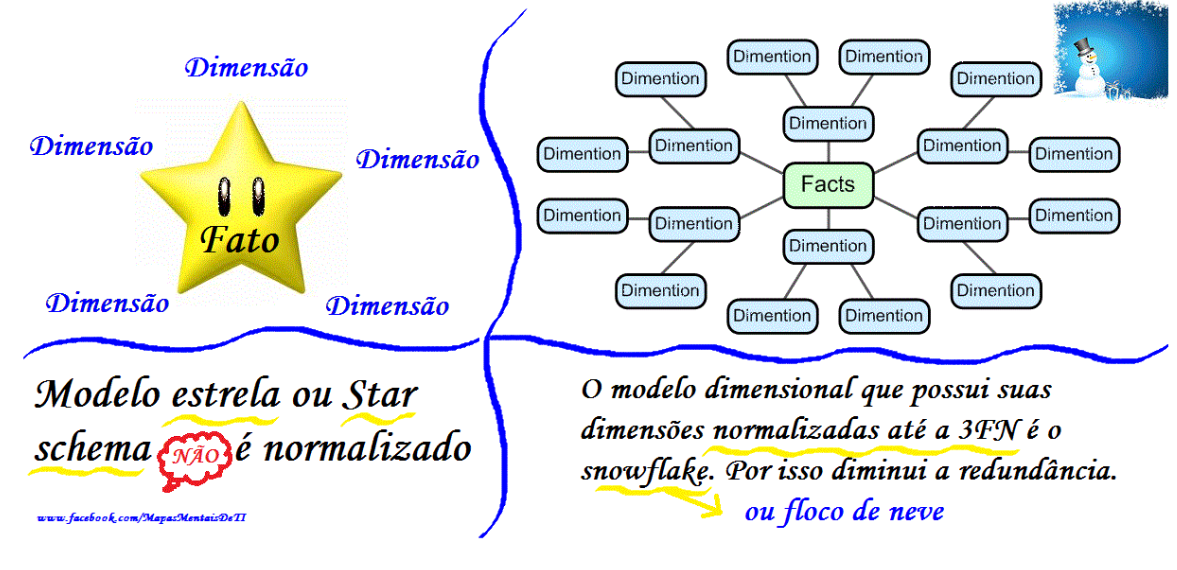 Dimensão
Dimensão
Dimensão
Fato
Dimensão
Dimensão
Dimention
Dimention
Dimention
Dimention
Dimention
Dimention
Dimention
Dimention
Dimention
Facts
Dimention
Dimention
Dimention
Dimention
Dimention
Dimention
Dimention
Dimention
Dimention
Modelo estrela ou Star
schema NÃO é normalizado
www.facebook.com/MapasMentaisDeTI
O modelo dimensional que possui suas
dimensões normalizadas até a 3FN é o
snowflake. Por isso diminui a redundância.
ou floco de neve